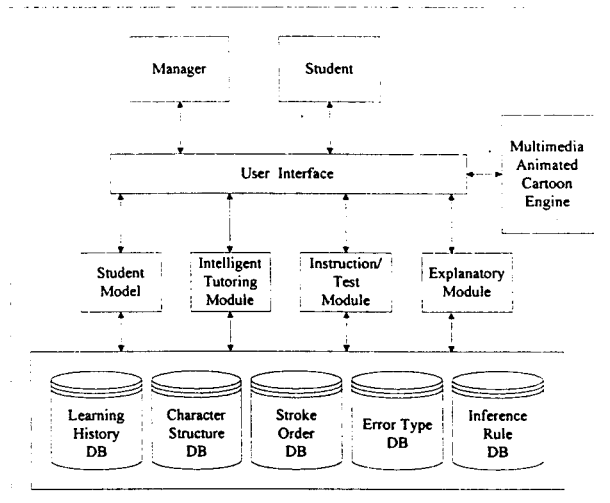 Manager
Student
User Interface
Multimedia
Animated
Cartoon
Engine
Student
Model
Intelligent
Tutoring
Module
Instruction/
Test
Module
Explanatory
Module
Learning
History
DB
Character
Structure
DB
Stroke
Order
DB
Error Type
DB
Inference
Rule
DB